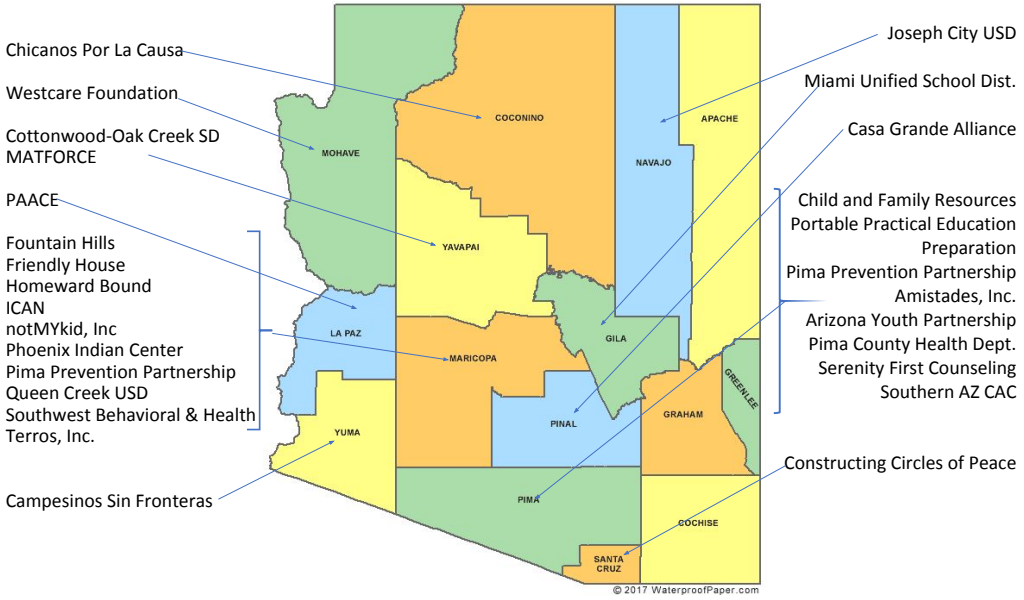 Chicanos Por La Causa
Westcare Foundation
Cottonwood-Oak Creek SD
MATFORCE
PAACE
Fountain Hills
Friendly House
Homeward Bound
ICAN
notMYkid, Inc
Phoenix Indian Center
Pima Prevention Partnership
Queen Creek USD
Southwest Behavioral & Health
Terros, Inc.
Campesinos Sin Fronteras
COCONINO
MOHAVE
APACHE
NAVAJO
YAVAPAI
LA PAZ
GILA
MARICOPA
GREENLEE
GRAHAM
PINAL
YUMA
PIMA
COCHISE
SANTA
CRUZ
Joseph City USD
Miami Unified School Dist.
Casa Grande Alliance
Child and Family Resources
Portable Practical Education
Preparation
Pima Prevention Partnership
Amistades, Inc.
Arizona Youth Partnership
Pima County Health Dept.
Serenity First Counseling
Southern AZ CAC
Constructing Circles of Peace
© 2017 WaterproofPaper.com